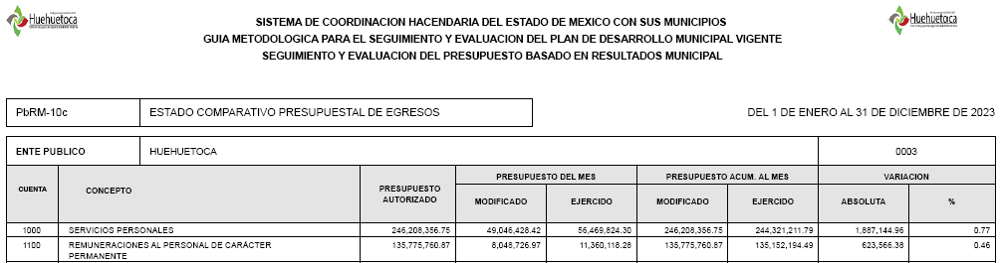 Huehuetoca
SISTEMA DE COORDINACION HACENDARIA DEL ESTADO DE MEXICO CON SUS MUNICIPIOS
Huehuetoca
GUIA METODOLOGICA PARA EL SEGUIMIENTO Y EVALUACION DEL PLAN DE DESARROLLO MUNICIPAL VIGENTE
SEGUIMIENTO Y EVALUACION DEL PRESUPUESTO BASADO EN RESULTADOS MUNICIPAL
PbRM-10c ESTADO COMPARATIVO PRESUPUESTAL DE EGRESOS DEL 1 DE ENERO AL 31 DE DICIEMBRE DE 2023
ENTE PUBLICO HUEHUETOCA 0003
CUENTA CONCEPTO PRESUPUESTO AUTORIZADO PRESUPUESTO DEL MES PRESUPUESTO ACUM. AL MES VARIACION
MODIFICADO EJERCIDO MODIFICADO EJERCIDO ABSOLUTA %
1000 SERVICIOS PERSONALES 246,208,356.75 49,046,428.42 56,469,824.30 246,208,356.75 244,321,211.79 1,887,144.96 0.77
1100 REMUNERACIONES AL PERSONAL DE CARÁCTER 135,775,760.87 8,048,726.97 11,360,118.28 135,775,760.87 135,152,194.49 623,566.38 0.46
PERMANENTE